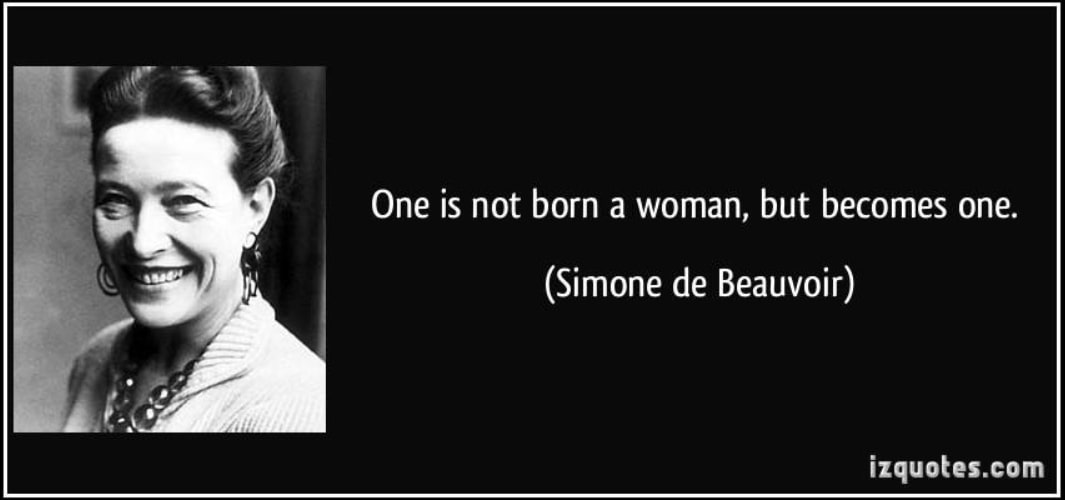 One is not born a woman, but becomes one.
(Simone de Beauvoir)
izquotes.com